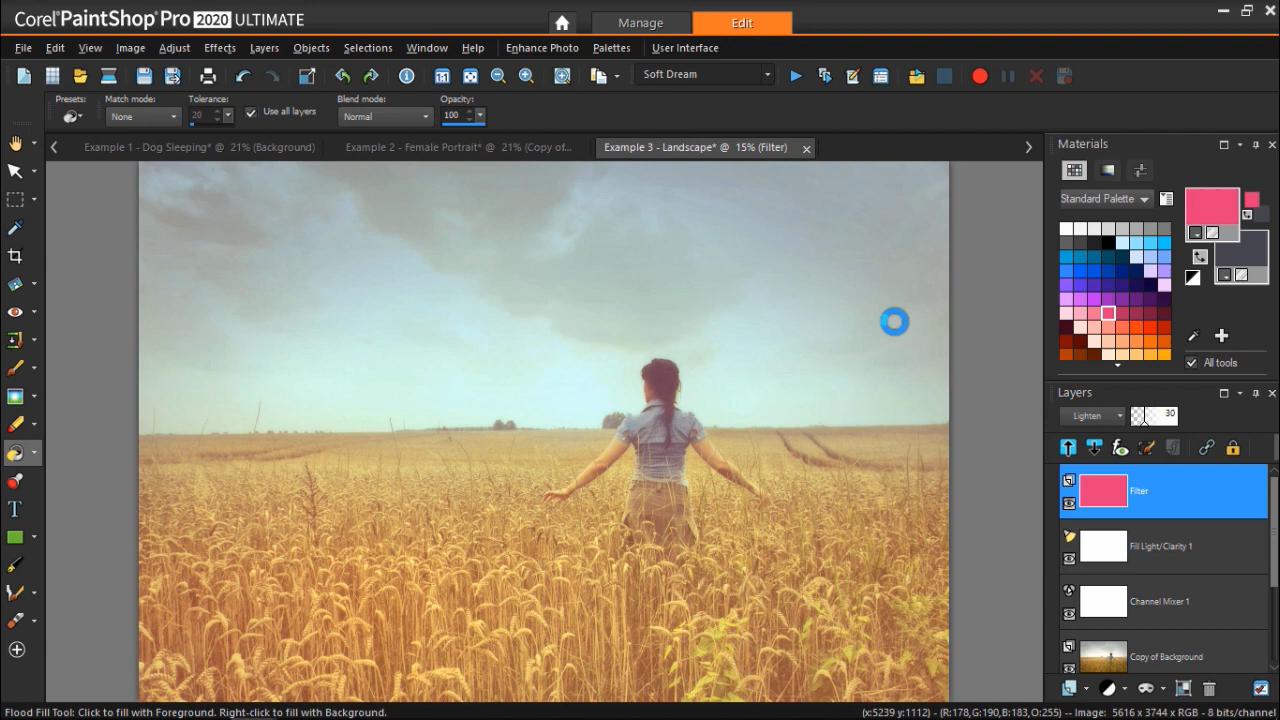 Corel PaintShop Pro 2020 ULTIMATE
Manage
Edit
File Edit View Image Adjust Effects Layers Objects Selections Window Help Enhance Photo Palettes User Interface
1:1
Soft Dream
Presets: Match mode: Tolerance: Blend mode: Opacity:
None 20 Use all layers Normal 100
Example 1 - Dog Sleeping* @ 21% (Background)
Example 2 - Female Portrait* @ 21% (Copy of...
Example 3 - Landscape* @ 15% (Filter)
Materials
Standard Palette
All tools
Layers
Lighten 30
Filter
Fill Light/Clarity 1
Channel Mixer 1
Copy of Background
Flood Fill Tool: Click to fill with Foreground. Right-click to fill with Background.
(x:5239 y:1112) - (R:178,G:190,B:183,O:255) -- Image: 5616 x 3744 x RGB - 8 bits/channel